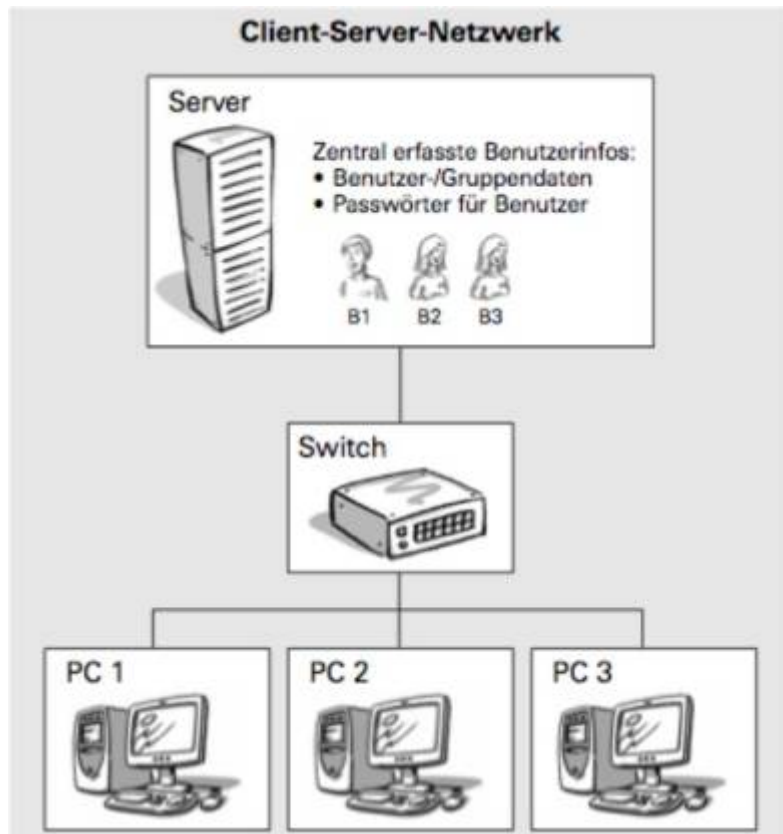 Client-Server-Netzwerk
Server
Zentral erfasste Benutzerinfos:
• Benutzer-/Gruppendaten
• Passwörter für Benutzer
B1 B2 B3
Switch
PC 1 PC 2 PC 3